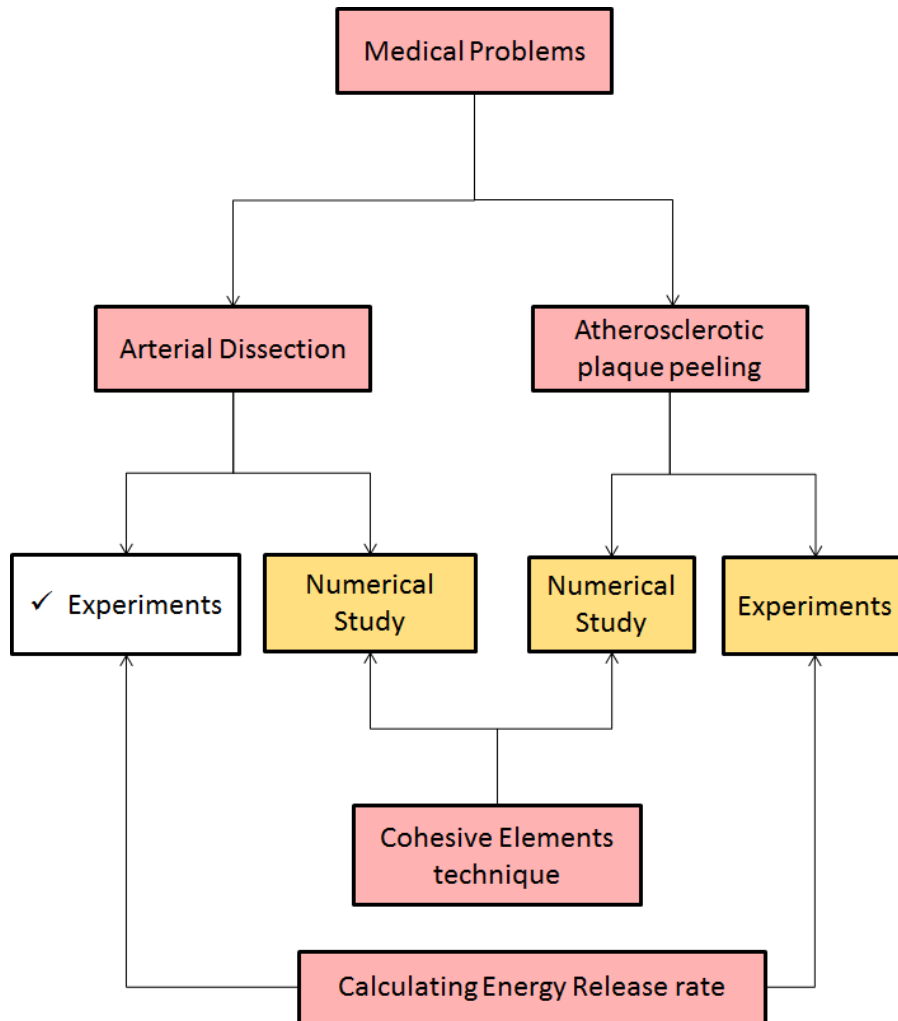 Medical Problems
Arterial Dissection
Atherosclerotic
plaque peeling
✓ Experiments
Numerical
Study
Numerical
Study
Experiments
Cohesive Elements
technique
Calculating Energy Release rate